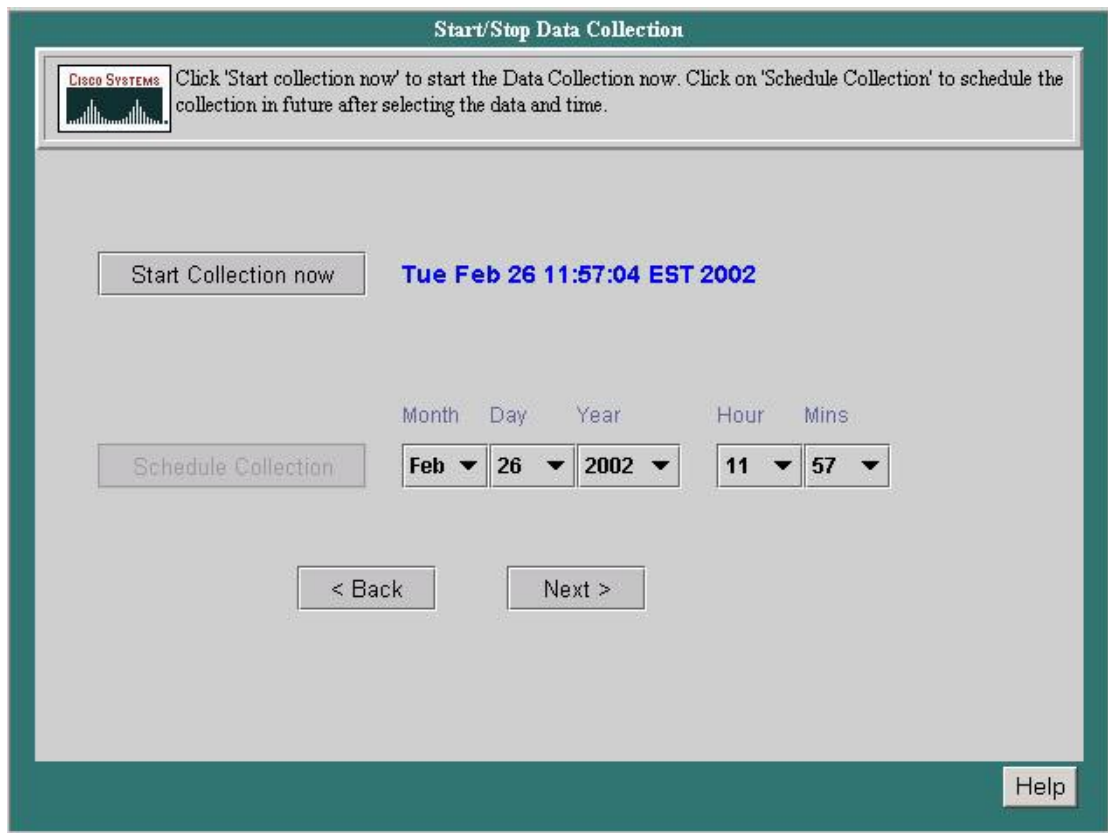 Start/Stop Data Collection
CISCO SYSTEMS
Click 'Start collection now' to start the Data Collection now. Click on 'Schedule Collection' to schedule the
collection in future after selecting the data and time.
Start Collection now
Tue Feb 26 11:57:04 EST 2002
Month Day Year Hour Mins
Schedule Collection
Feb 26 2002 11 57
< Back
Next >
Help